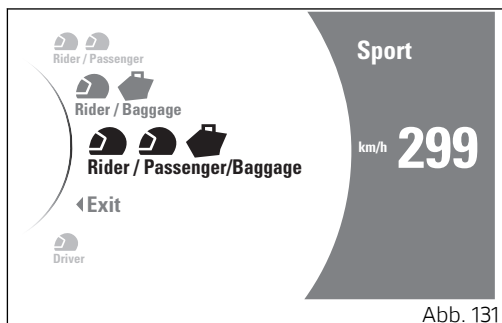 Rider / Passenger
Rider / Baggage
Rider / Passenger/Baggage
Exit
Driver
Sport
km/h 299
Abb. 131